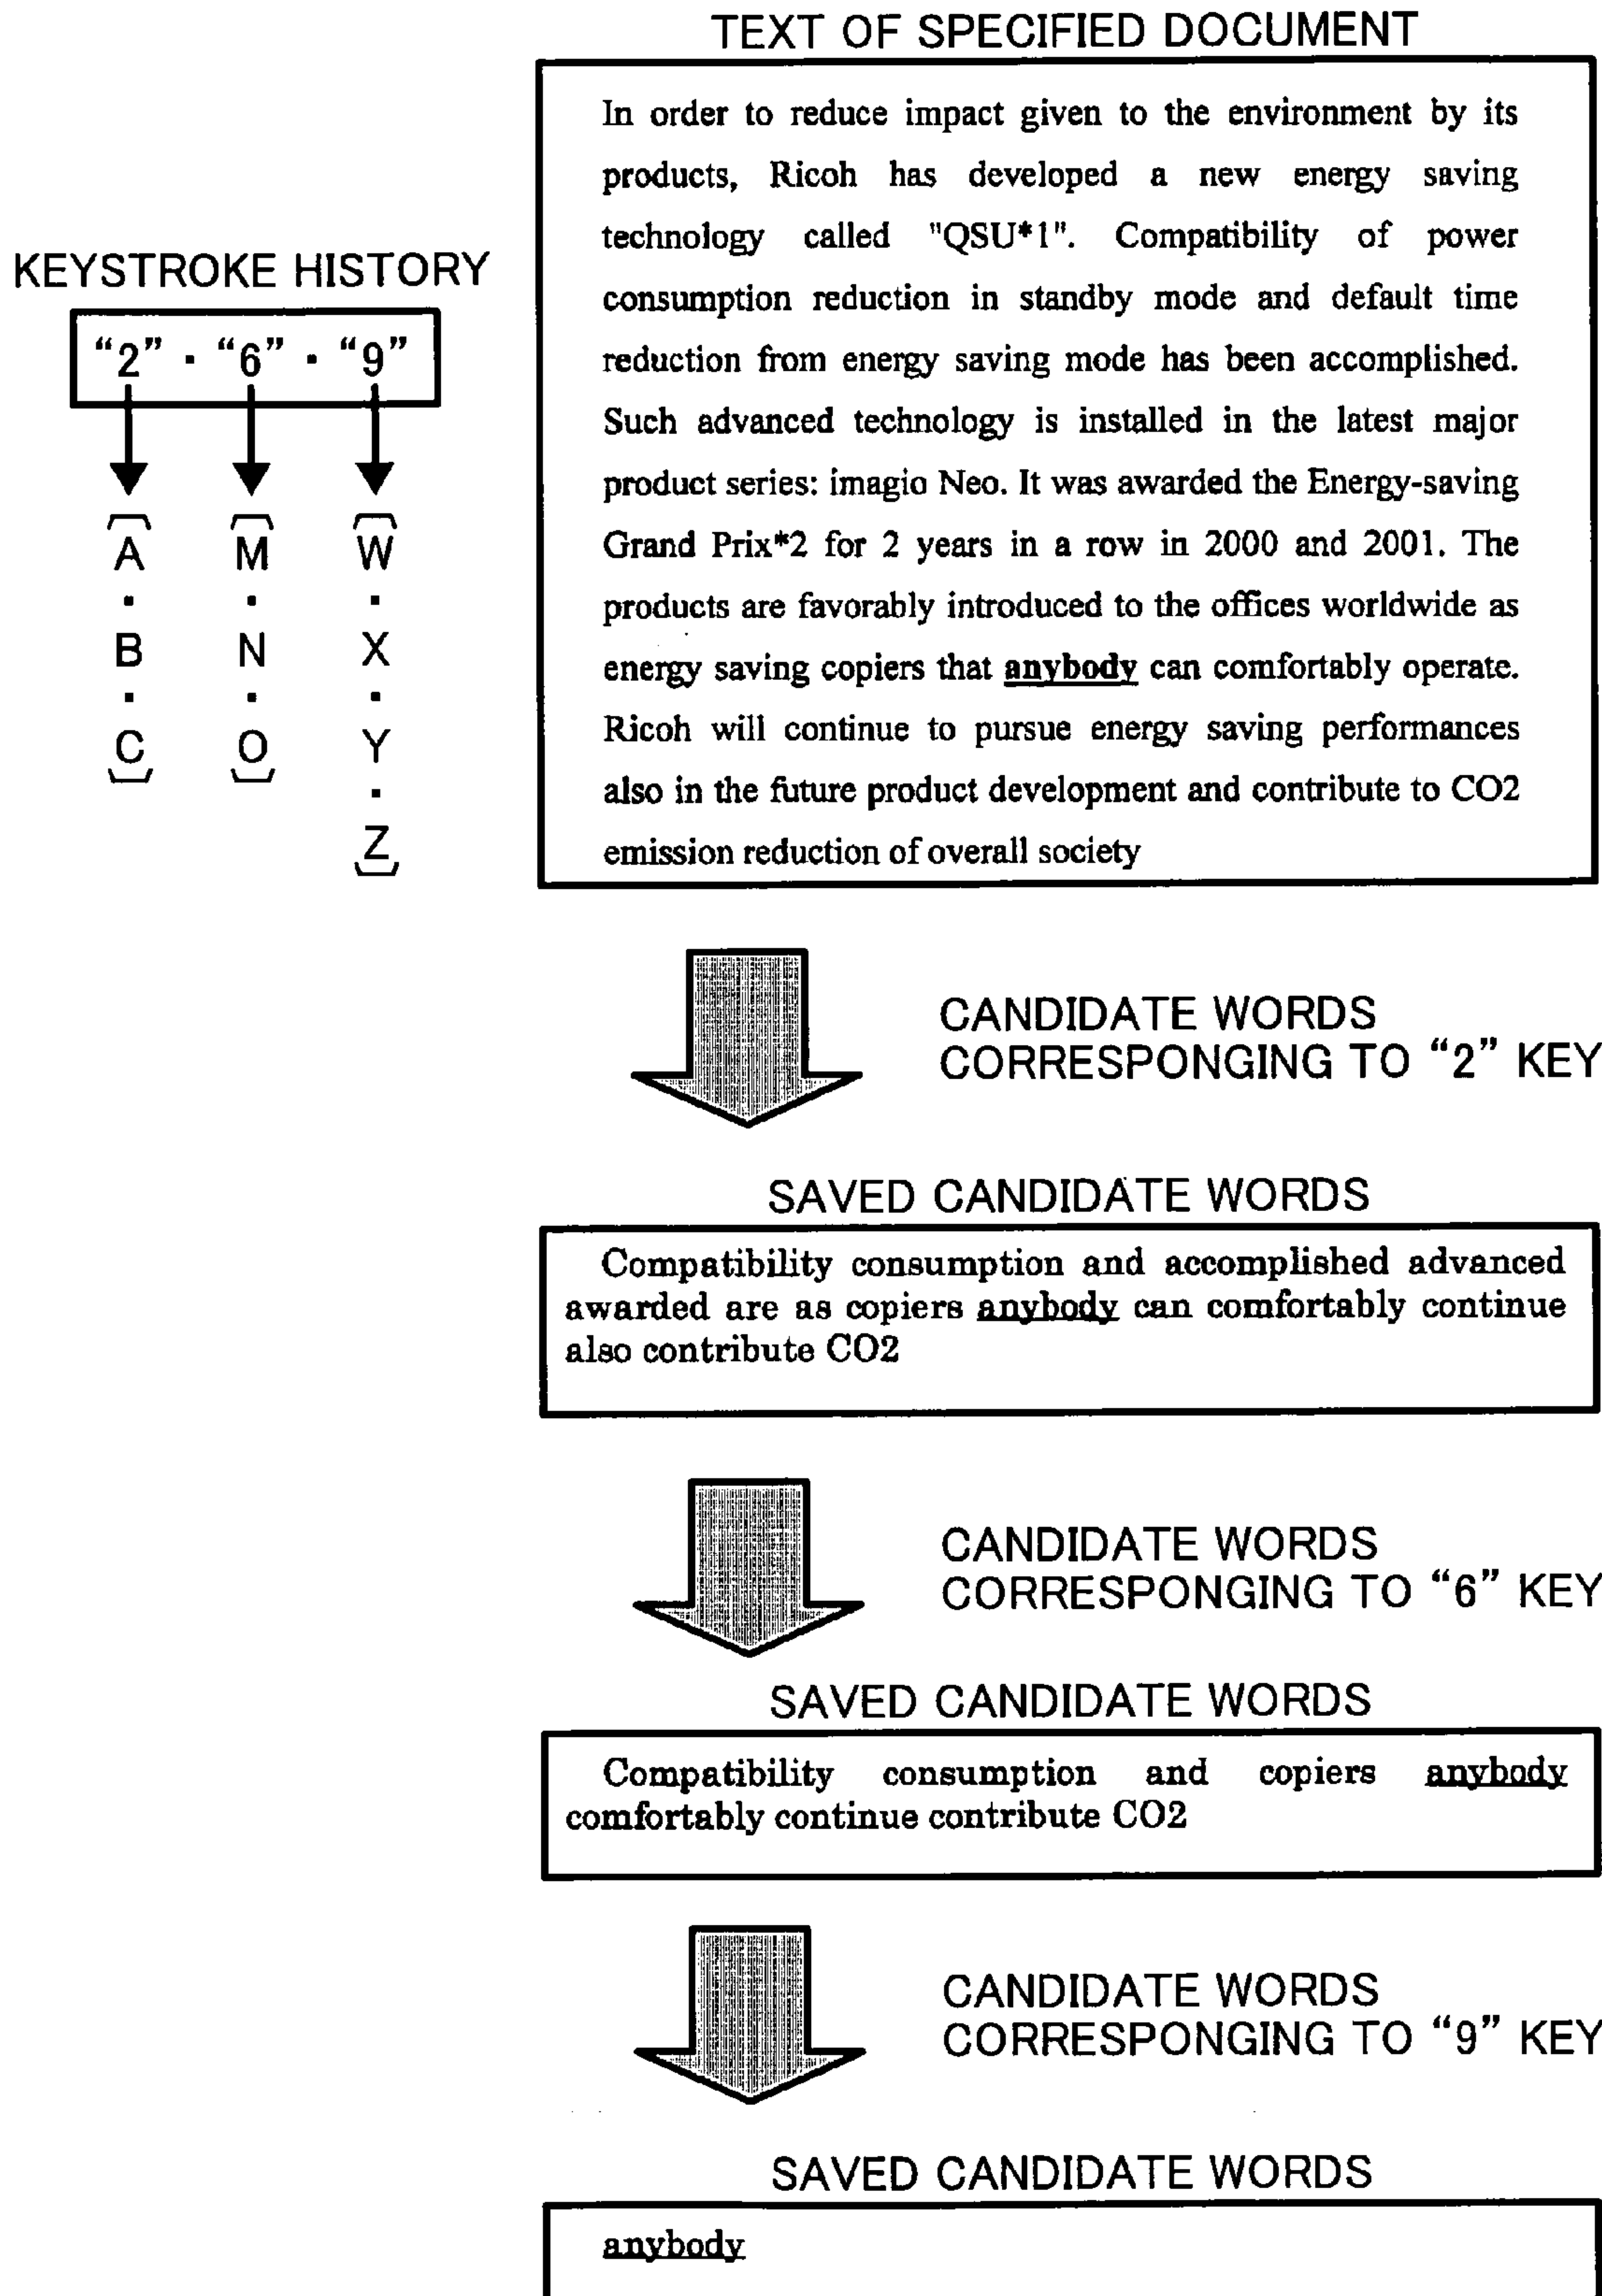 TEXT OF SPECIFIED DOCUMENT
In order to reduce impact given to the environment by its
products, Ricoh has developed a new energy saving
technology called "QSU*1". Compatibility of power
consumption reduction in standby mode and default time
reduction from energy saving mode has been accomplished.
Such advanced technology is installed in the latest major
product series: imagio Neo. It was awarded the Energy-saving
Grand Prix*2 for 2 years in a row in 2000 and 2001. The
products are favorably introduced to the offices worldwide as
energy saving copiers that anybody can comfortably operate.
Ricoh will continue to pursue energy saving performances
also in the future product development and contribute to CO2
emission reduction of overall society
KEYSTROKE HISTORY
“2” · “6” · “9”
A M W
· · ·
B N X
· · ·
C O Y
·
Z
CANDIDATE WORDS
CORRESPONGING TO “2” KEY
SAVED CANDIDATE WORDS
Compatibility consumption and accomplished advanced
awarded are as copiers anybody can comfortably continue
also contribute CO2
CANDIDATE WORDS
CORRESPONGING TO “6” KEY
SAVED CANDIDATE WORDS
Compatibility consumption and copiers anybody
comfortably continue contribute CO2
CANDIDATE WORDS
CORRESPONGING TO “9” KEY
SAVED CANDIDATE WORDS
anybody